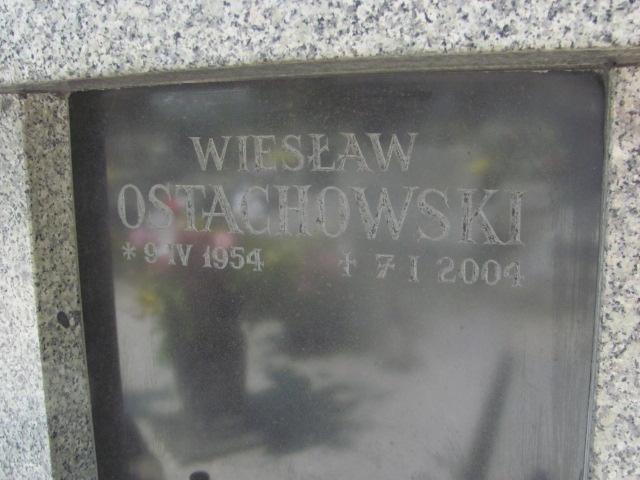 WIESŁAW
OSTACHOWSKI
* 9 IV 1954 † 7 I 2004